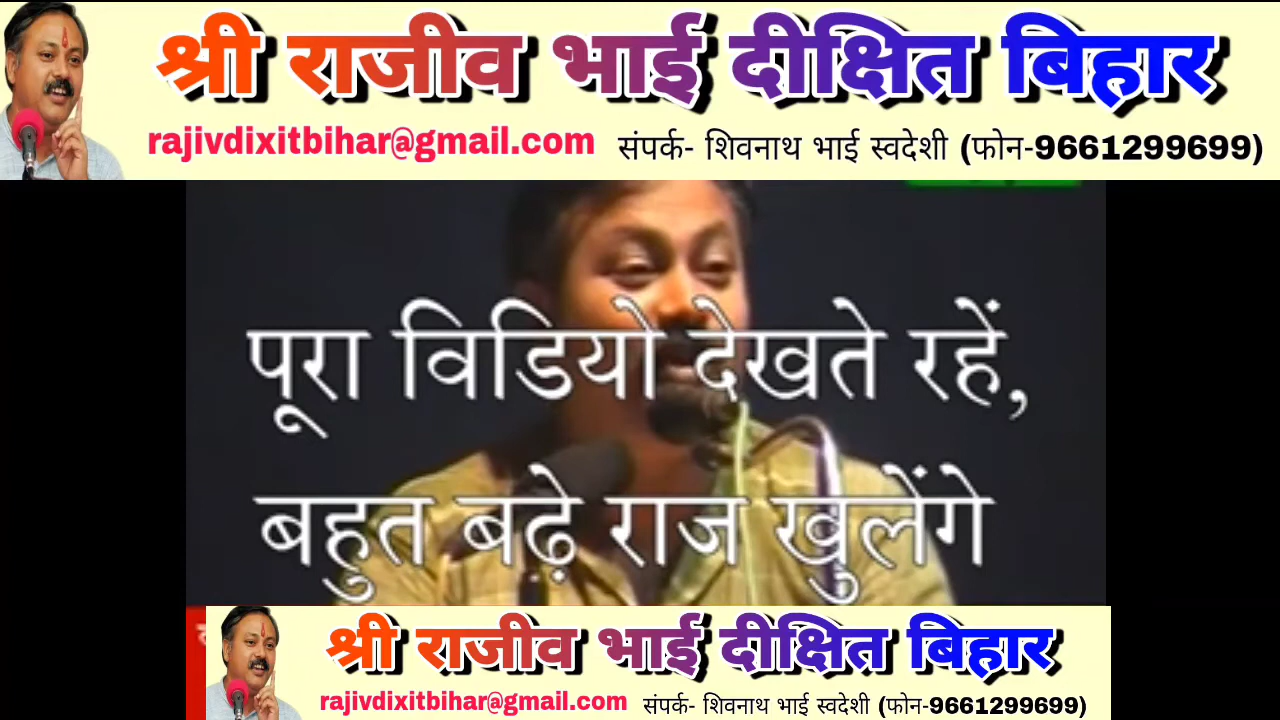 श्री राजीव भाई दीक्षित बिहार
rajivdixitbihar@gmail.com संपर्क- शिवनाथ भाई स्वदेशी (फोन-9661299699)
पूरा विडियो देखते रहें,
बहुत बढ़े राज खुलेंगे
श्री राजीव भाई दीक्षित बिहार
rajivdixitbihar@gmail.com संपर्क- शिवनाथ भाई स्वदेशी (फोन-9661299699)